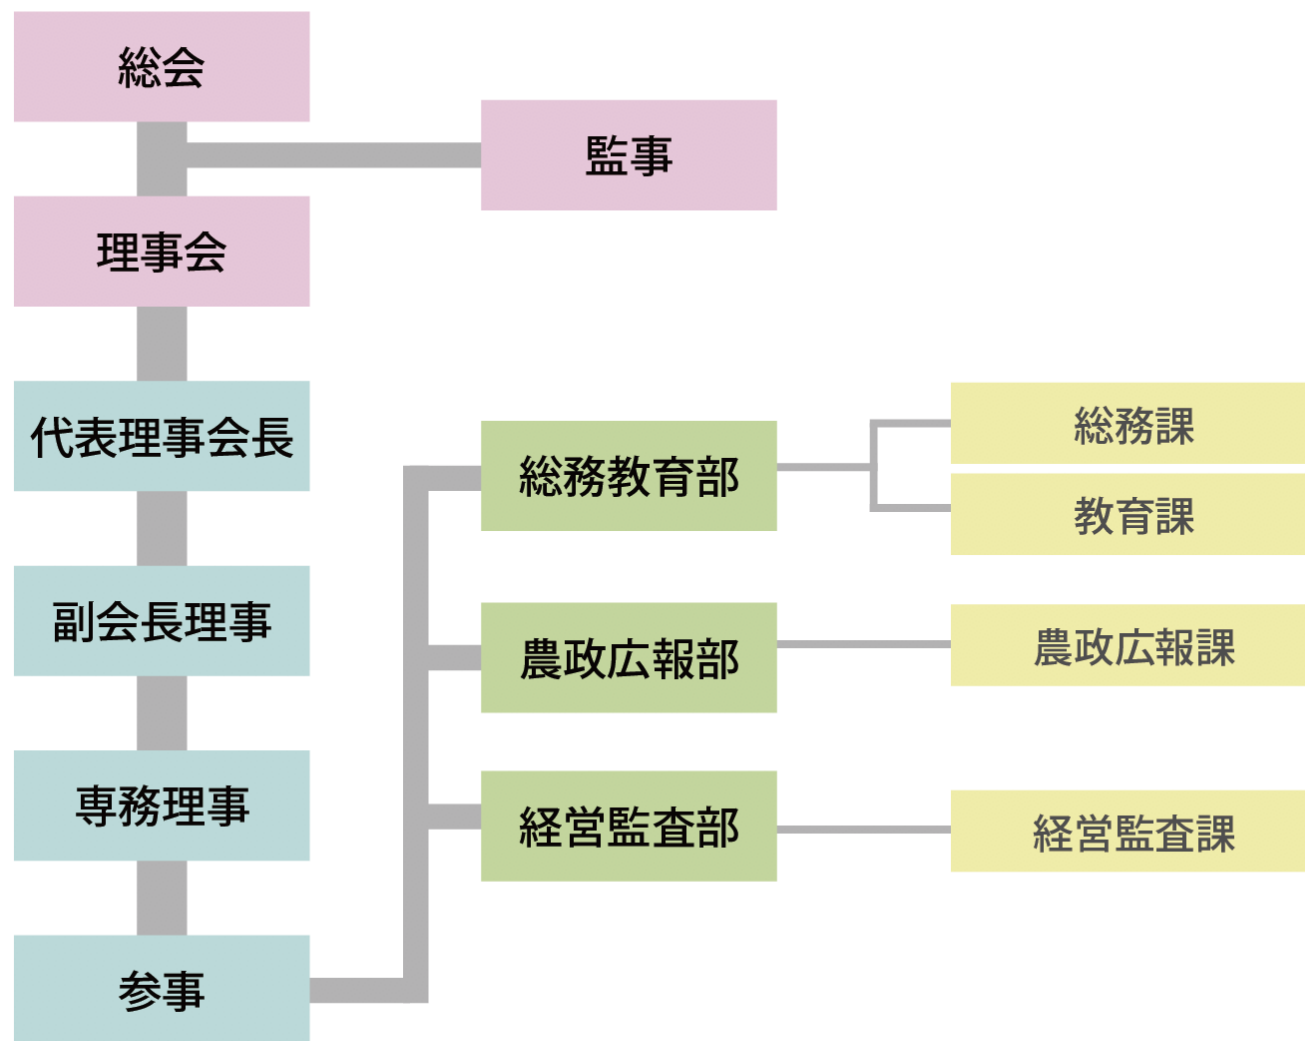 総会
監事
理事会
代表理事会長
副会長理事
専務理事
参事
総務教育部
総務課
教育課
農政広報部
農政広報課
経営監査部
経営監査課